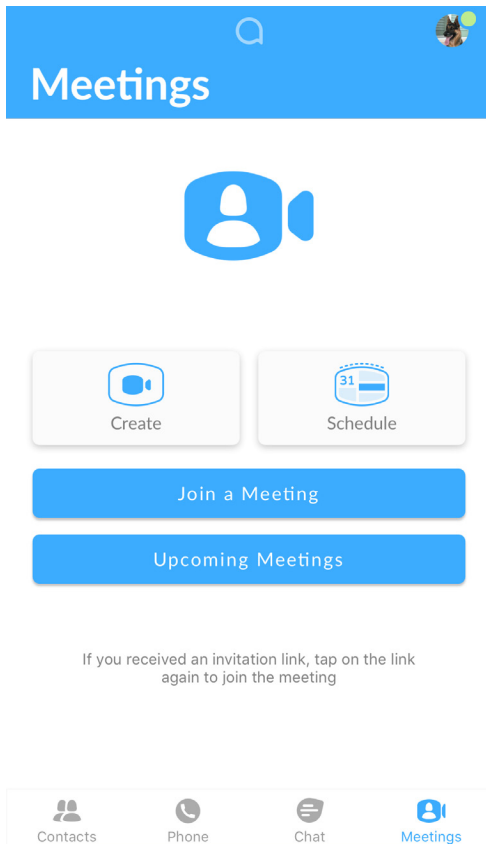 Meetings
31
Create
Schedule
Join a Meeting
Upcoming Meetings
If you received an invitation link, tap on the link
again to join the meeting
Contacts
Phone
Chat
Meetings